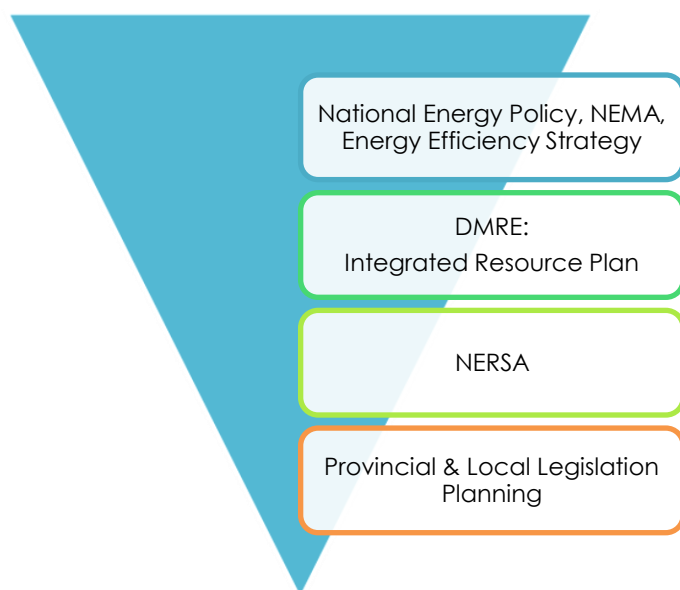 National Energy Policy, NEMA,
Energy Efficiency Strategy
DMRE:
Integrated Resource Plan
NERSA
Provincial & Local Legislation
Planning